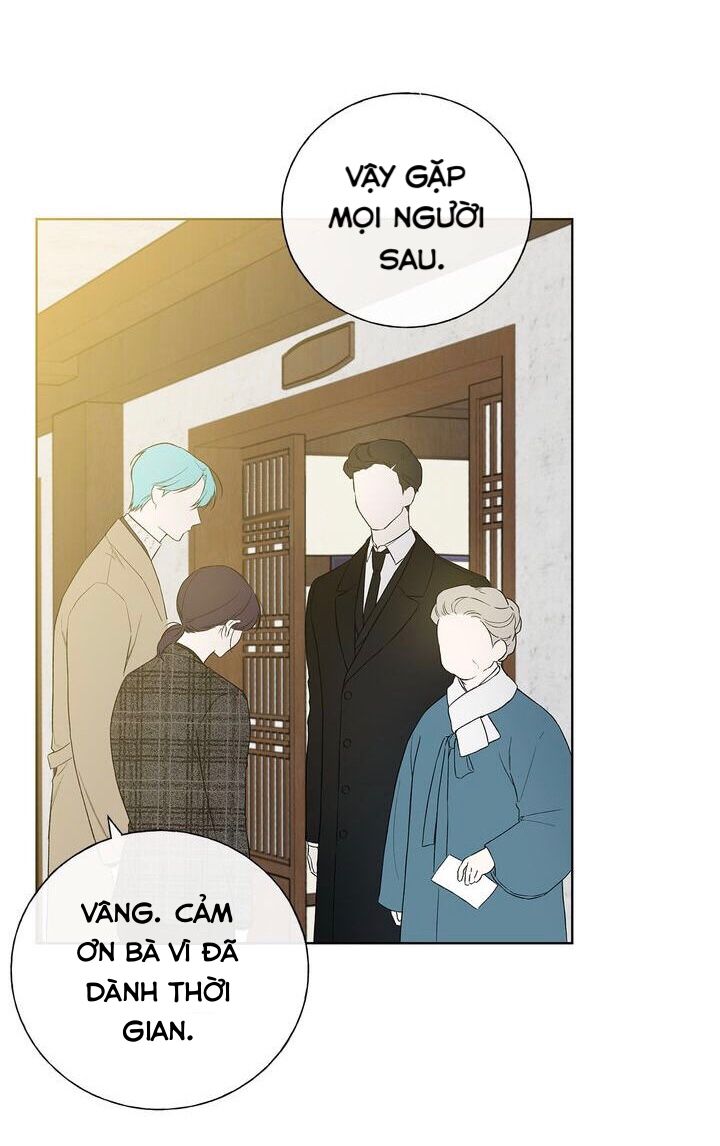 VẬY GẶP
MỌI NGƯỜI
SAU.
VÂNG. CẢM
ƠN BÀ VÌ ĐÃ
DÀNH THỜI
GIAN.